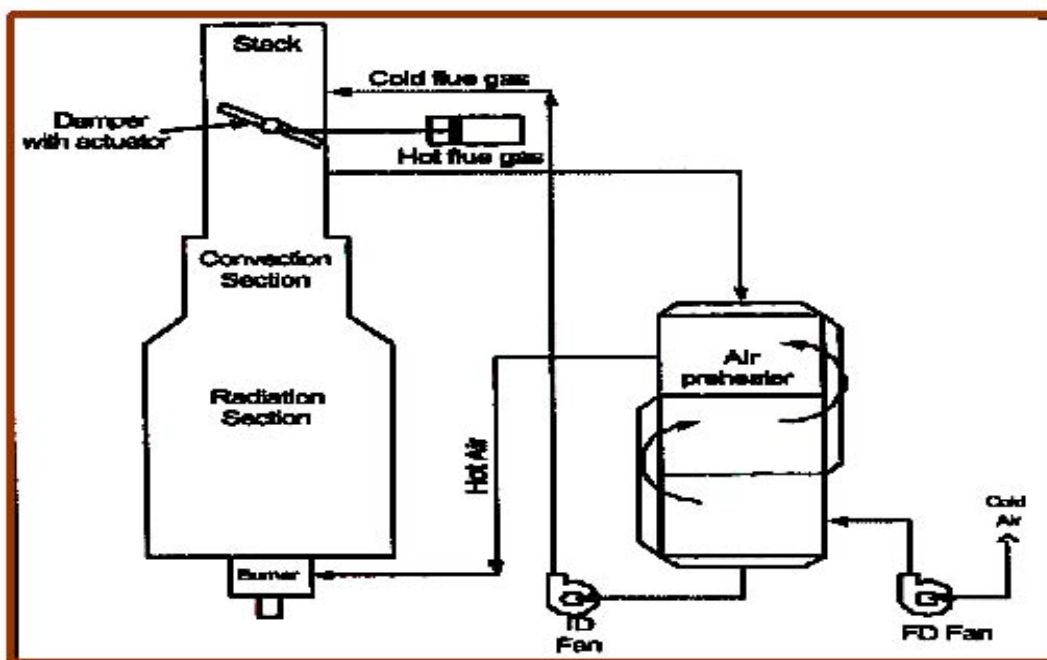 Stack
Cold flue gas
Damper
with actuator
Hot flue gas
Convection
Section
Air
preheater
Radiation
Section
Hot Air
Cold
Air
Burner
ID
Fan
FD Fan